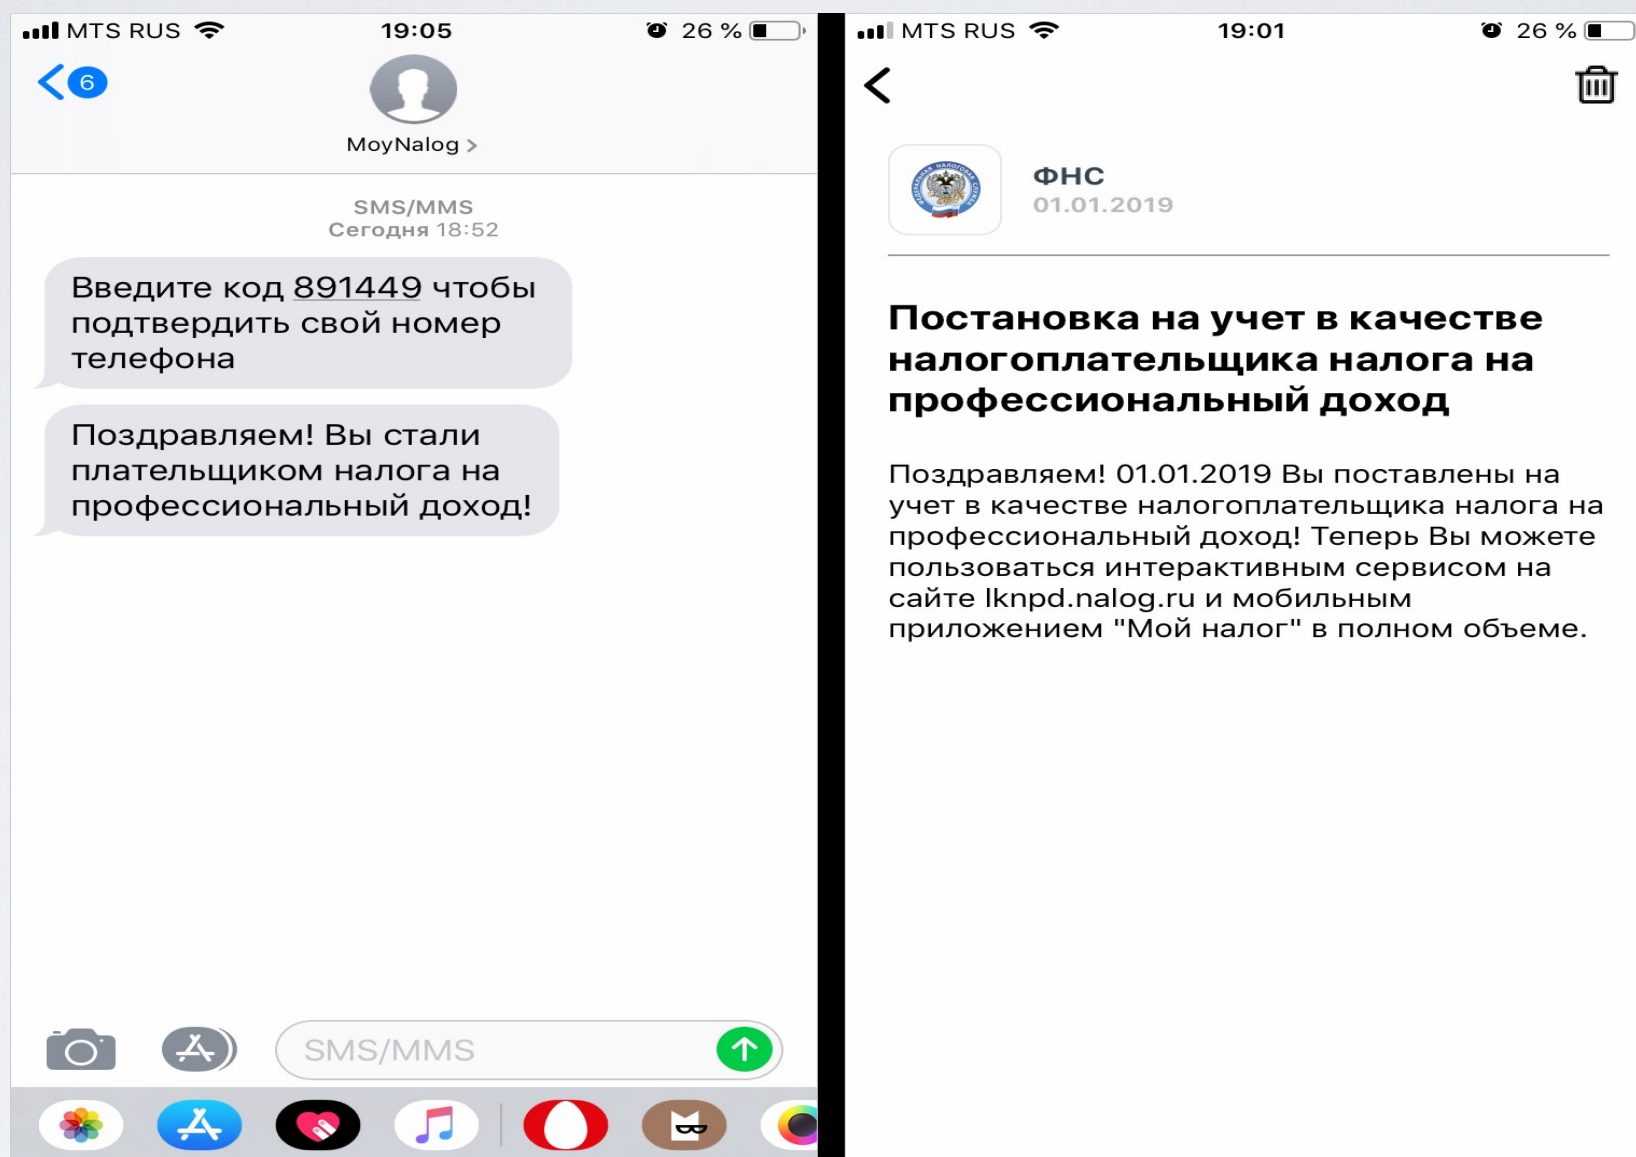 MTS RUS 19:05 26 %
6
MoyNalog
SMS/MMS
Сегодня 18:52
Введите код 891449 чтобы
подтвердить свой номер
телефона
Поздравляем! Вы стали
плательщиком налога на
профессиональный доход!
SMS/MMS
MTS RUS 19:01 26 %
ФЕДЕРАЛЬНАЯ НАЛОГОВАЯ СЛУЖБА
ФНС
01.01.2019
Постановка на учет в качестве
налогоплательщика налога на
профессиональный доход
Поздравляем! 01.01.2019 Вы поставлены на
учет в качестве налогоплательщика налога на
профессиональный доход! Теперь Вы можете
пользоваться интерактивным сервисом на
сайте lknpd.nalog.ru и мобильным
приложением "Мой налог" в полном объеме.